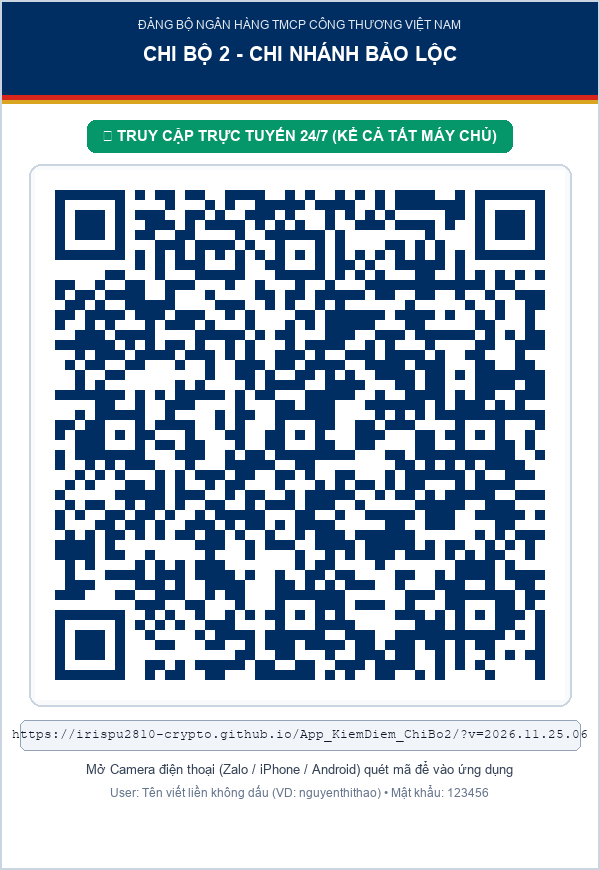 ĐẢNG BỘ NGÂN HÀNG TMCP CÔNG THƯƠNG VIỆT NAM
CHI BỘ 2 - CHI NHÁNH BẢO LỘC
TRUY CẬP TRỰC TUYẾN 24/7 (KỂ CẢ TẮT MÁY CHỦ)
https://irispu2810-crypto.github.io/App_KiemDiem_ChiBo2/?v=2026.11.25.06
Mở Camera điện thoại (Zalo / iPhone / Android) quét mã để vào ứng dụng
User: Tên viết liền không dấu (VD: nguyenthithao) • Mật khẩu: 123456